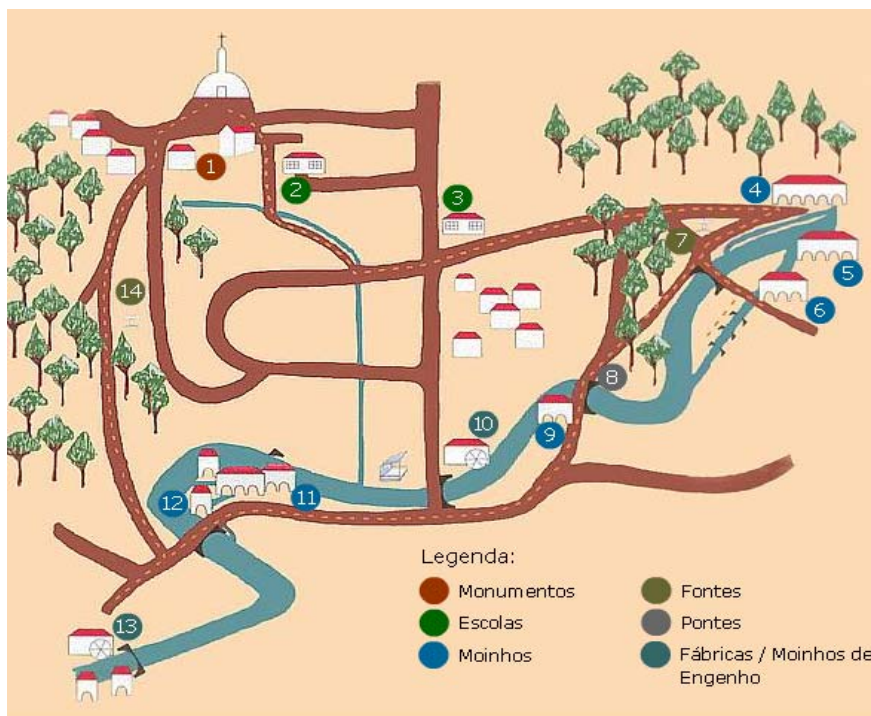 1
2
3
4
5
6
7
8
9
10
11
12
13
14
Legenda:
Monumentos
Escolas
Moinhos
Fontes
Pontes
Fábricas / Moinhos de
Engenho